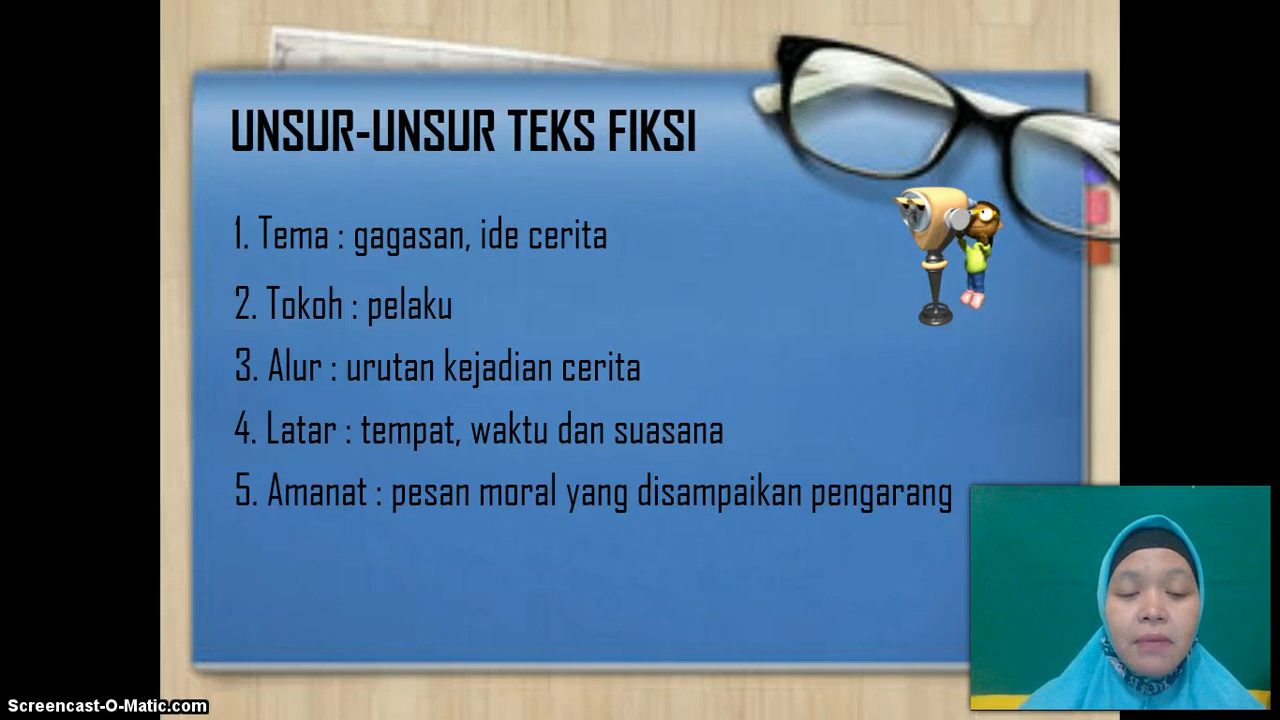 UNSUR-UNSUR TEKS FIKSI
1. Tema : gagasan, ide cerita
2. Tokoh : pelaku
3. Alur : urutan kejadian cerita
4. Latar : tempat, waktu dan suasana
5. Amanat : pesan moral yang disampaikan pengarang
Screencast-O-Matic.com